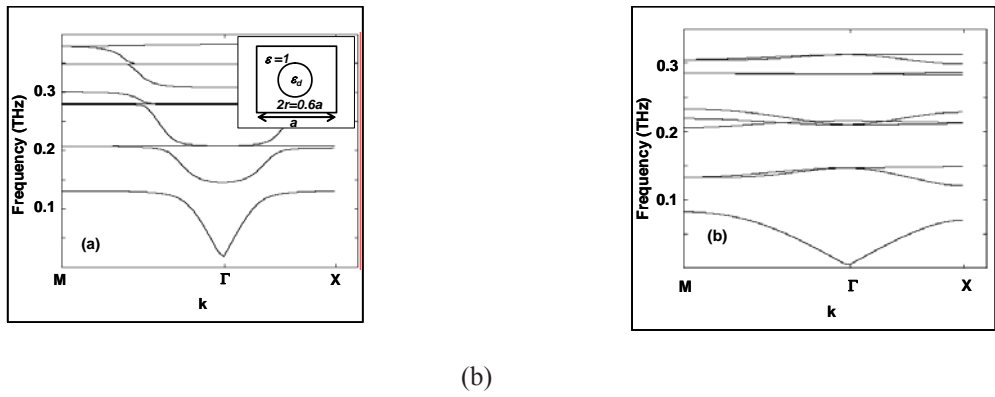 Frequency (THz)
0.3
0.2
0.1
(a)
M
Γ
X
k
ε=1
ε_d
2r=0.6a
a
Frequency (THz)
0.3
0.2
0.1
(b)
M
Γ
X
k
(b)